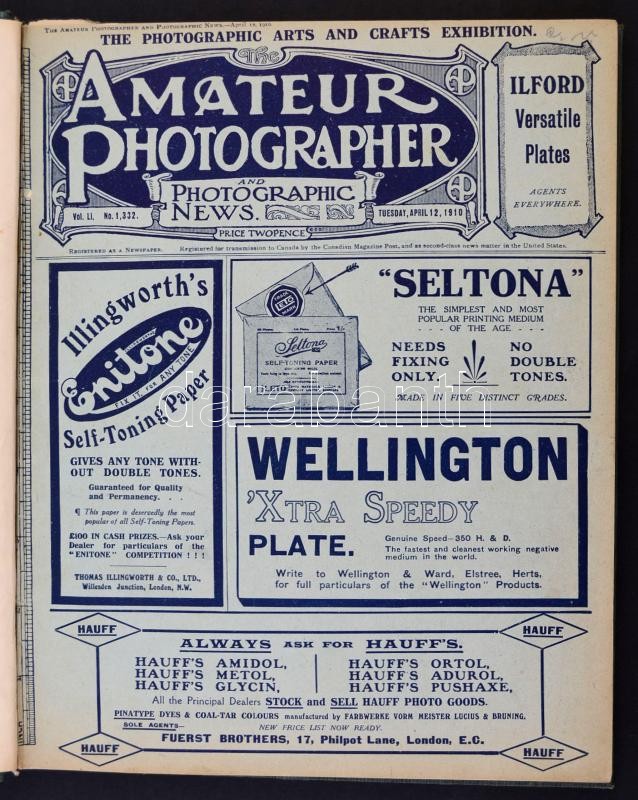 The Amateur Photographer and Photographic News.—April 12, 1910.
THE PHOTOGRAPHIC ARTS AND CRAFTS EXHIBITION.
The
AMATEUR
PHOTOGRAPHER
AND
PHOTOGRAPHIC
NEWS.
Vol. LI. No. 1,332.
TUESDAY, APRIL 12, 1910
PRICE TWOPENCE
ILFORD
Versatile
Plates
AGENTS
EVERYWHERE.
Registered as a Newspaper. Registered for transmission to Canada by the Canadian Magazine Post, and as second-class news matter in the United States.
Illingworth's
Enitone
FIX IT, FOR ANY TONE
Self-Toning Paper
GIVES ANY TONE WITH-
OUT DOUBLE TONES.
Guaranteed for Quality
and Permanency. . .
¶ This paper is deservedly the most
popular of all Self-Toning Papers.
£100 IN CASH PRIZES.—Ask your
Dealer for particulars of the
"ENITONE" COMPETITION ! ! !
THOMAS ILLINGWORTH & CO., LTD.,
Willesden Junction, London, N.W.
TRADE
MARK
Seltona
SELF-TONING PAPER
"SELTONA"
THE SIMPLEST AND MOST
POPULAR PRINTING MEDIUM
- - - OF THE AGE - - -
NEEDS
FIXING
ONLY.
NO
DOUBLE
TONES.
MADE IN FIVE DISTINCT GRADES.
darabanth
WELLINGTON
'XTRA SPEEDY
PLATE.
Genuine Speed—350 H. & D.
The fastest and cleanest working negative
medium in the world.
Write to Wellington & Ward, Elstree, Herts,
for full particulars of the "Wellington" Products.
HAUFF
HAUFF
ALWAYS ASK FOR HAUFF'S.
HAUFF'S AMIDOL,
HAUFF'S METOL,
HAUFF'S GLYCIN,
HAUFF'S ORTOL,
HAUFF'S ADUROL,
HAUFF'S PUSHAXE,
All the Principal Dealers STOCK and SELL HAUFF PHOTO GOODS.
PINATYPE DYES & COAL-TAR COLOURS manufactured by FARBWERKE VORM MEISTER LUCIUS & BRUNING.
SOLE AGENTS—
NEW PRICE LIST NOW READY.
FUERST BROTHERS, 17, Philpot Lane, London, E.C.
HAUFF
HAUFF